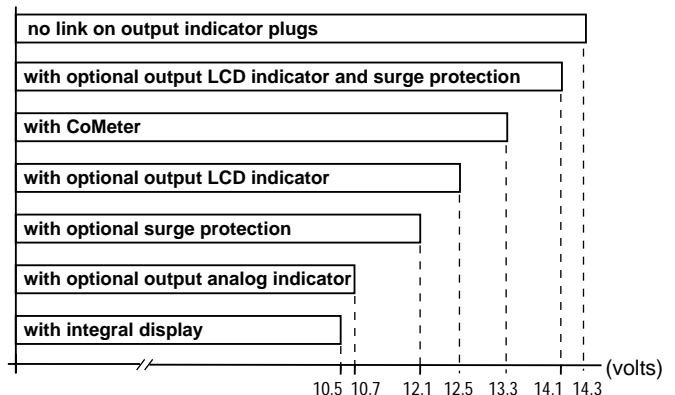 no link on output indicator plugs
with optional output LCD indicator and surge protection
with CoMeter
with optional output LCD indicator
with optional surge protection
with optional output analog indicator
with integral display
(volts)
10.5 10.7 12.1 12.5 13.3 14.1 14.3